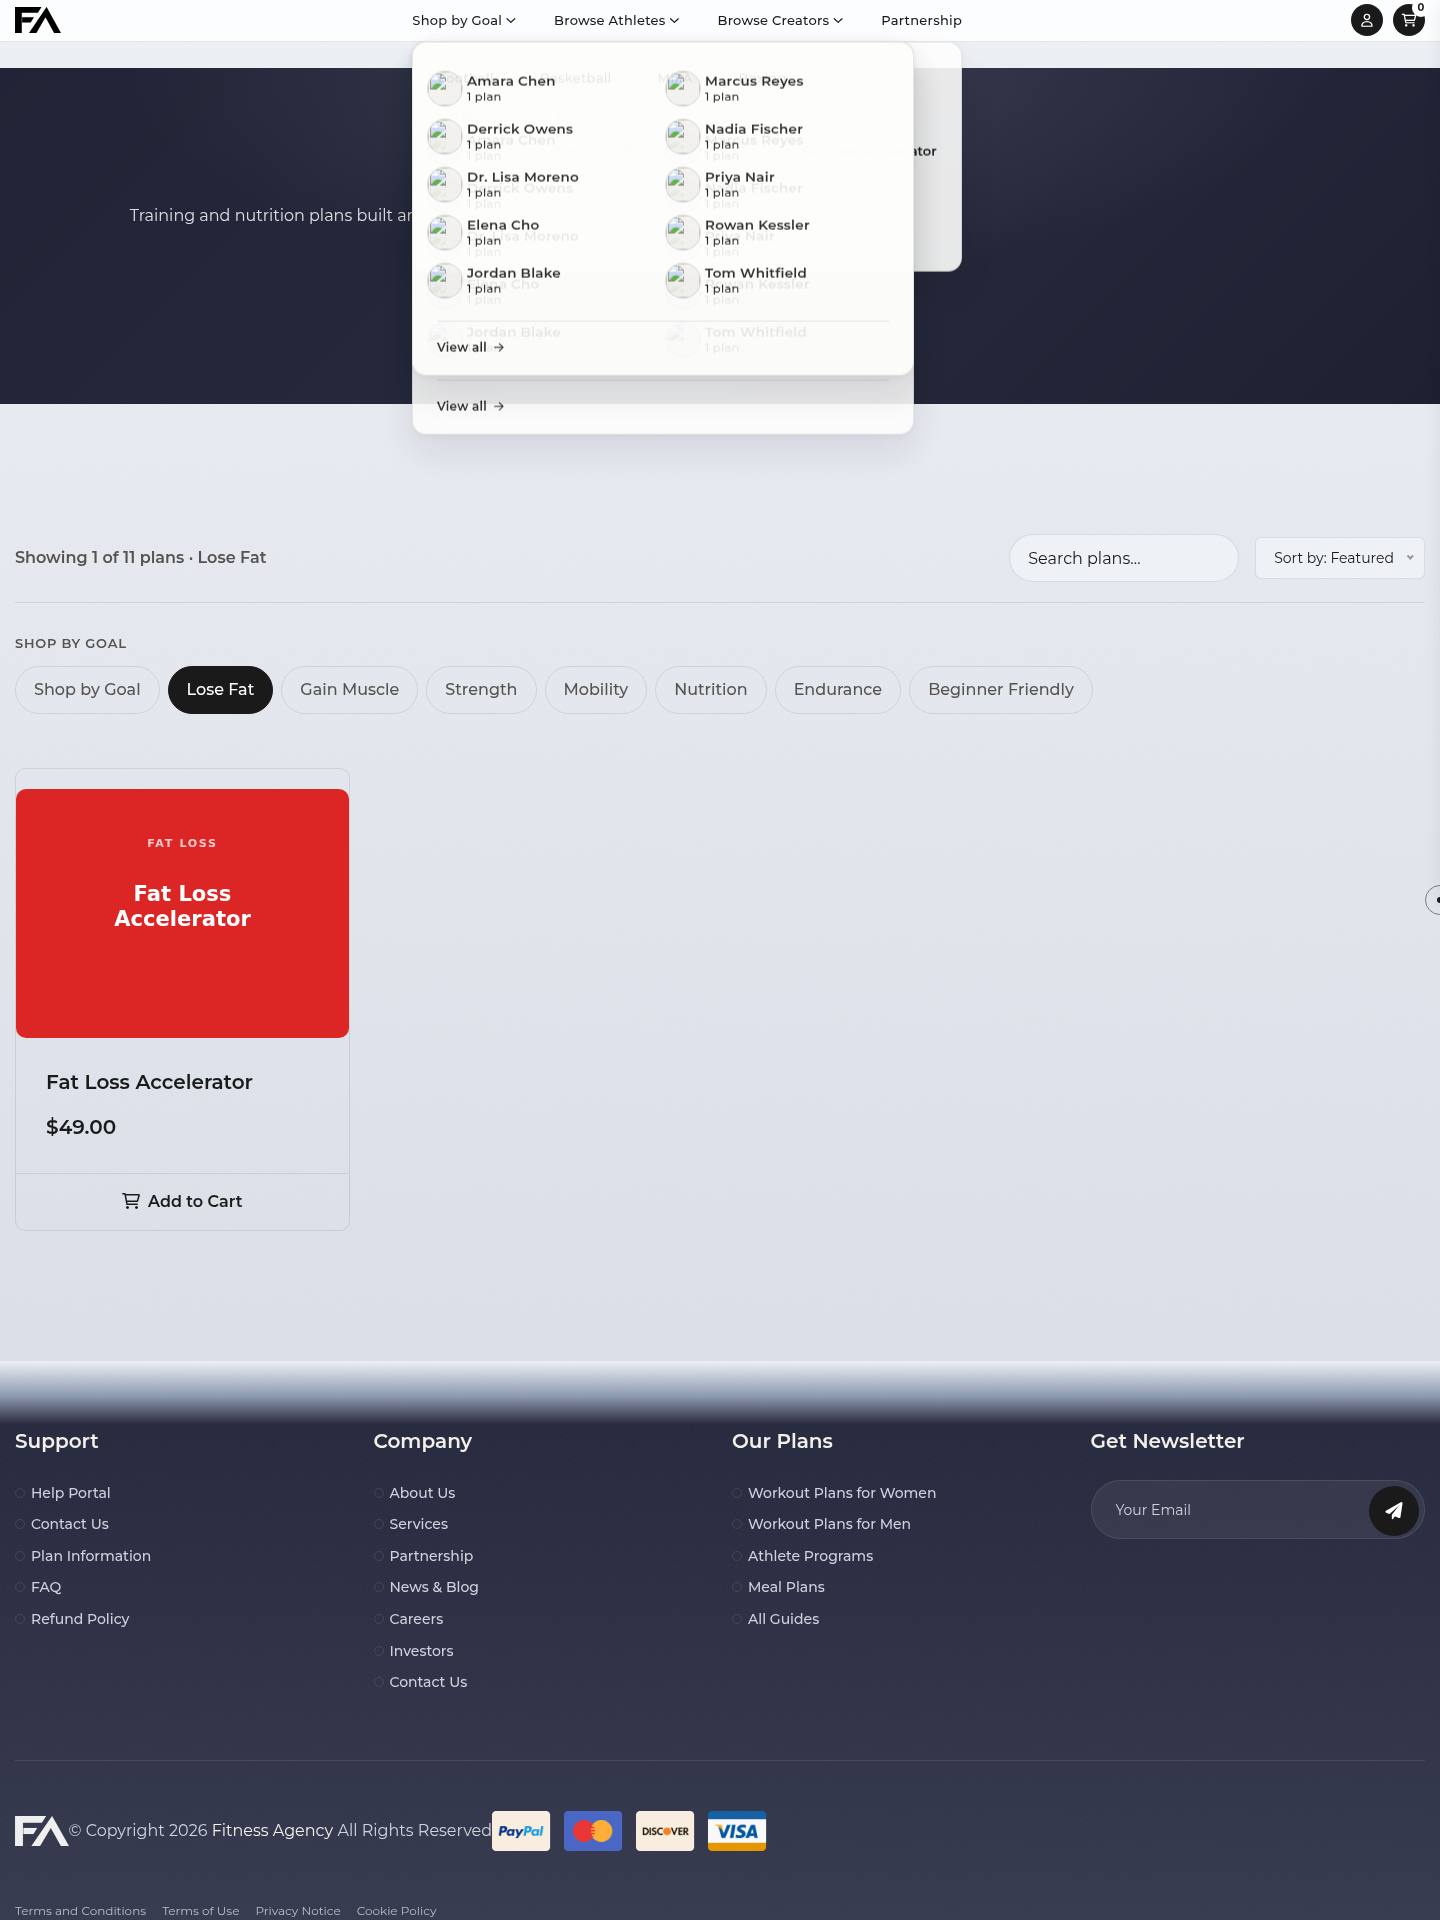 FA
Shop by Goal
Browse Athletes
Browse Creators
Partnership
0
Amara Chen
1 plan
Marcus Reyes
1 plan
Derrick Owens
1 plan
Nadia Fischer
1 plan
Dr. Lisa Moreno
1 plan
Priya Nair
1 plan
Elena Cho
1 plan
Rowan Kessler
1 plan
Jordan Blake
1 plan
Tom Whitfield
1 plan
Jordan Blake
Tom Whitfield
1 plan
View all →
View all →
Training and nutrition plans built
Showing 1 of 11 plans · Lose Fat
Search plans...
Sort by: Featured
SHOP BY GOAL
Shop by Goal
Lose Fat
Gain Muscle
Strength
Mobility
Nutrition
Endurance
Beginner Friendly
FAT LOSS
Fat Loss
Accelerator
Fat Loss Accelerator
$49.00
Add to Cart
Support
Help Portal
Contact Us
Plan Information
FAQ
Refund Policy
Company
About Us
Services
Partnership
News & Blog
Careers
Investors
Contact Us
Our Plans
Workout Plans for Women
Workout Plans for Men
Athlete Programs
Meal Plans
All Guides
Get Newsletter
Your Email
FA © Copyright 2026 Fitness Agency All Rights Reserved PayPal DISCOVER VISA
Terms and Conditions Terms of Use Privacy Notice Cookie Policy